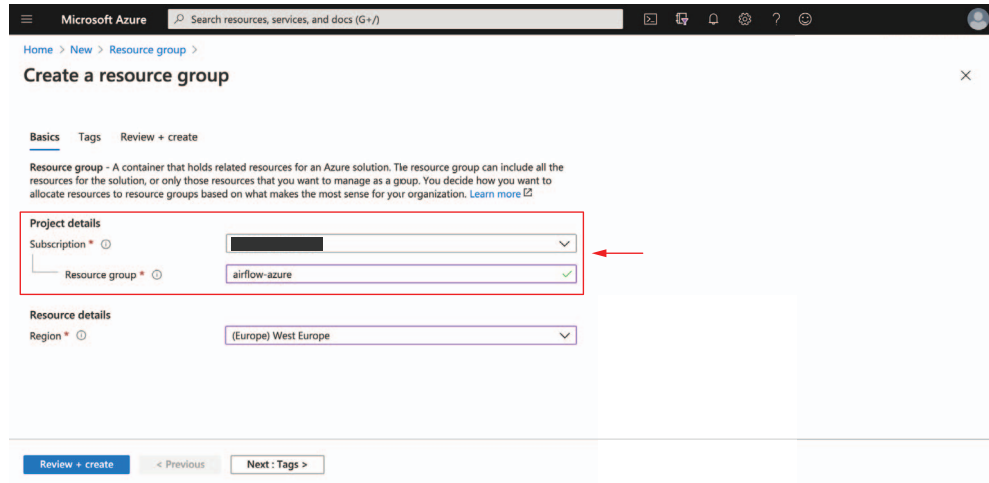 Microsoft Azure
Search resources, services, and docs (G+/)
Home > New > Resource group >
Create a resource group
Basics Tags Review + create
Resource group - A container that holds related resources for an Azure solution. The resource group can include all the
resources for the solution, or only those resources that you want to manage as a group. You decide how you want to
allocate resources to resource groups based on what makes the most sense for your organization. Learn more
Project details
Subscription *
Resource group * airflow-azure
Resource details
Region * (Europe) West Europe
Review + create < Previous Next : Tags >